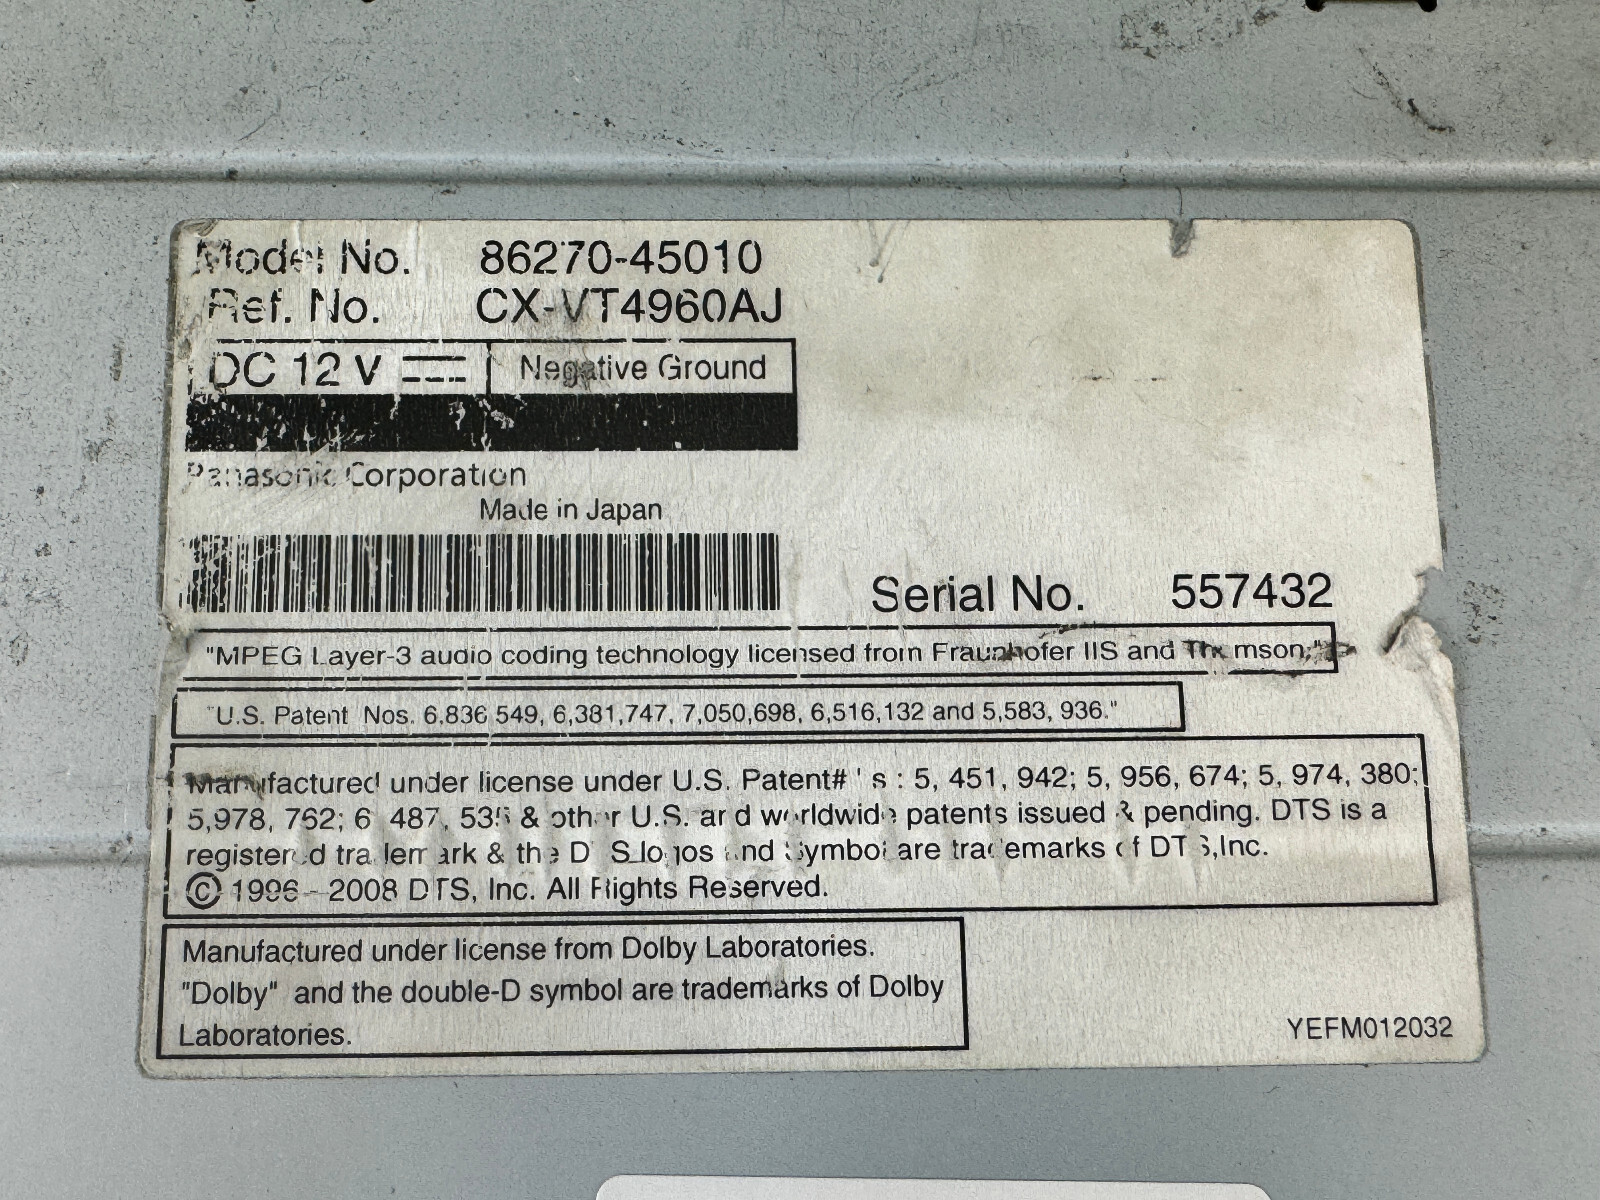 Model No. 86270-45010
Ref. No. CX-VT4960AJ
DC 12 V Negative Ground
Panasonic Corporation
Made in Japan
Serial No. 557432
"MPEG Layer-3 audio coding technology licensed from Fraunhofer IIS and Thomson."
"U.S. Patent Nos. 6,836,549, 6,381,747, 7,050,698, 6,516,132 and 5,583, 936."
Manufactured under license under U.S. Patent# ' s : 5, 451, 942; 5, 956, 674; 5, 974, 380;
5,978, 762; 6 487, 535 & other U.S. and worldwide patents issued & pending. DTS is a
registered trademark & the DTS logos and Symbol are trademarks of DTS,Inc.
© 1996 - 2008 DTS, Inc. All Rights Reserved.
Manufactured under license from Dolby Laboratories.
"Dolby" and the double-D symbol are trademarks of Dolby
Laboratories.
YEFM012032